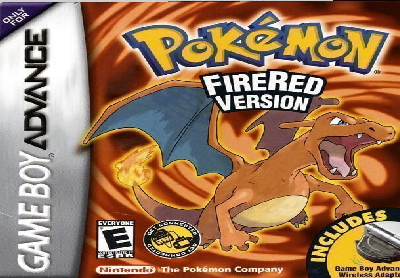 ONLY FOR
GAME BOY ADVANCE
POKéMON
FIRERED
VERSION
EVERYONE
E
Nintendo The Pokémon Company
INCLUDES
Game Boy Advance
Wireless Adapter